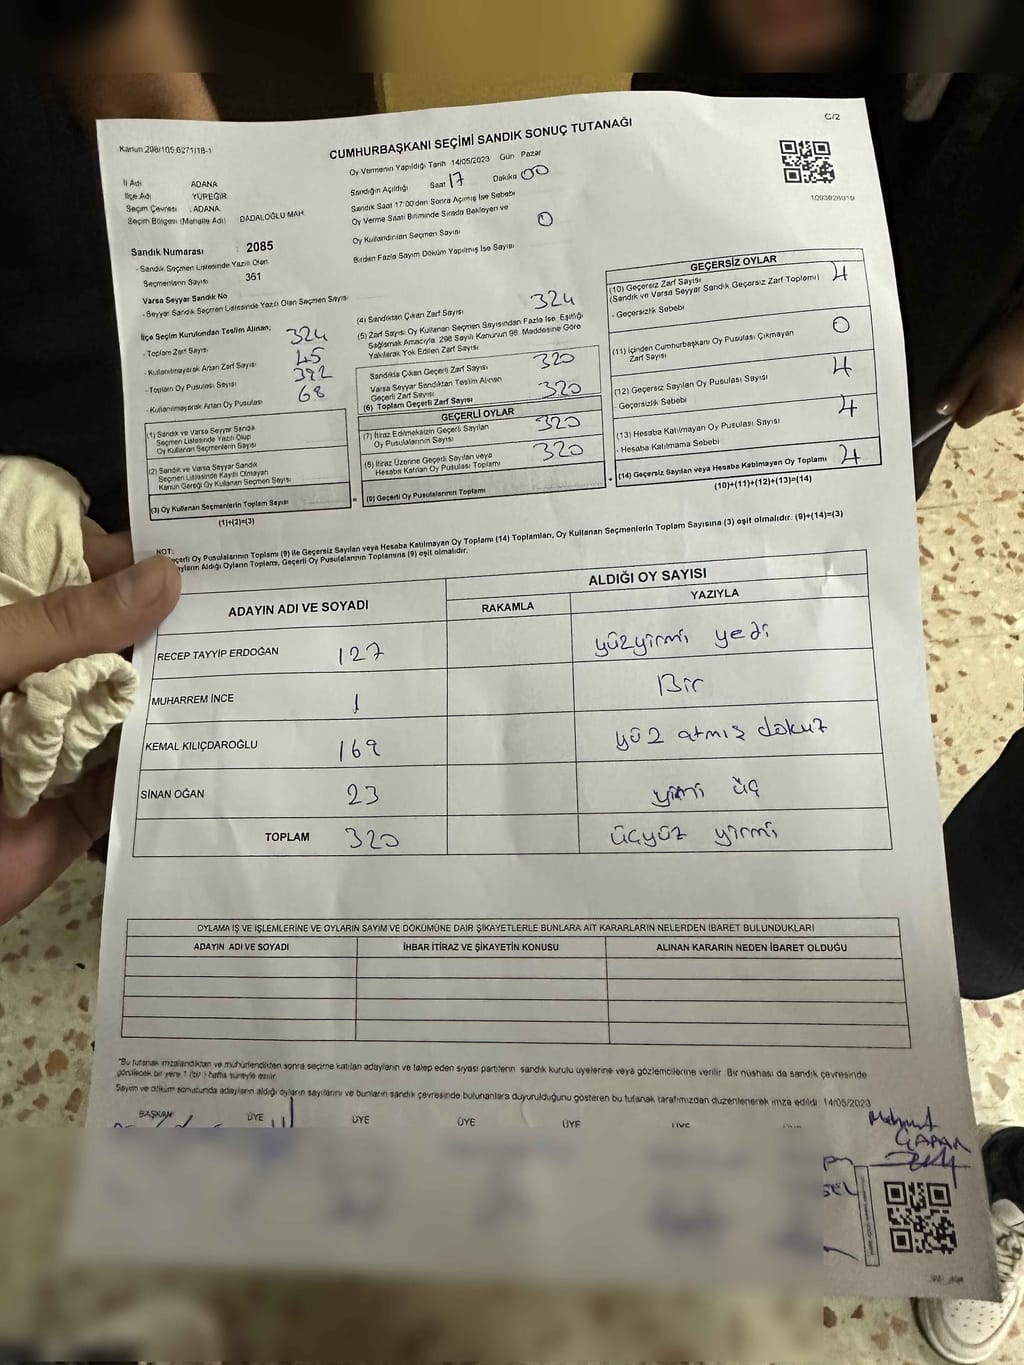 C/2
Kanun 298/105.6271/18-1
CUMHURBAŞKANI SEÇİMİ SANDIK SONUÇ TUTANAĞI
Oy Vermenin Yapıldığı Tarih 14/05/2023 Gün Pazar
Sandığın Açıldığı Saat 17 Dakika 00
Sandık Saat 17:00'den Sonra Açılmış İse Sebebi
Oy Verme Saati Bitiminde Sırada Bekleyen ve
Oy Kullandırılan Seçmen Sayısı 0
Birden Fazla Sayım Döküm Yapılmış İse Sayısı
İl Adı ADANA
İlçe Adı YÜREĞİR
Seçim Çevresi : ADANA
Seçim Bölgesi (Mahalle Adı) DADALOĞLU MAH.
Sandık Numarası 2085
- Sandık Seçmen Listesinde Yazılı Olan
Seçmenlerin Sayısı 361
Varsa Seyyar Sandık No
- Seyyar Sandık Seçmen Listesinde Yazılı Olan Seçmen Sayısı
İlçe Seçim Kurulundan Teslim Alınan;
- Toplam Zarf Sayısı 324
- Kullanılmayarak Artan Zarf Sayısı 45
- Toplam Oy Pusulası Sayısı 392
- Kullanılmayarak Artan Oy Pusulası 68
(1) Sandık ve Varsa Seyyar Sandık
Seçmen Listesinde Yazılı Olup
Oy Kullanan Seçmenlerin Sayısı
(2) Sandık ve Varsa Seyyar Sandık
Seçmen Listesinde Kayıtlı Olmayan
Kanun Gereği Oy Kullanan Seçmen Sayısı
(3) Oy Kullanan Seçmenlerin Toplam Sayısı
(1)+(2)=(3)
(4) Sandıktan Çıkan Zarf Sayısı 324
(5) Zarf Sayısı Oy Kullanan Seçmen Sayısından Fazla İse, Eşitliği
Sağlamak Amacıyla, 298 Sayılı Kanunun 98. Maddesine Göre
Yakılarak Yok Edilen Zarf Sayısı
Sandıkta Çıkan Geçerli Zarf Sayısı 320
Varsa Seyyar Sandıktan Teslim Alınan
Geçerli Zarf Sayısı
(6) Toplam Geçerli Zarf Sayısı 320
GEÇERLİ OYLAR
(7) İtiraz Edilmeksizin Geçerli Sayılan
Oy Pusulalarının Sayısı 320
(8) İtiraz Üzerine Geçerli Sayılan veya
Hesaba Katılan Oy Pusulası Toplamı 320
= (9) Geçerli Oy Pusulalarının Toplamı
GEÇERSİZ OYLAR
(10) Geçersiz Zarf Sayısı
(Sandık ve Varsa Seyyar Sandık Geçersiz Zarf Toplamı) 4
- Geçersizlik Sebebi
(11) İçinden Cumhurbaşkanı Oy Pusulası Çıkmayan
Zarf Sayısı 0
(12) Geçersiz Sayılan Oy Pusulası Sayısı 4
- Geçersizlik Sebebi
(13) Hesaba Katılmayan Oy Pusulası Sayısı 4
- Hesaba Katılmama Sebebi
+ (14) Geçersiz Sayılan veya Hesaba Katılmayan Oy Toplamı 4
(10)+(11)+(12)+(13)=(14)
NOT:
Geçerli Oy Pusulalarının Toplamı (9) ile Geçersiz Sayılan veya Hesaba Katılmayan Oy Toplamı (14) Toplamları, Oy Kullanan Seçmenlerin Toplam Sayısına (3) eşit olmalıdır. (9)+(14)=(3)
Aldığı Oyların Toplamı, Geçerli Oy Pusulalarının Toplamına (9) eşit olmalıdır.
ADAYIN ADI VE SOYADI ALDIĞI OY SAYISI
RAKAMLA YAZIYLA
RECEP TAYYİP ERDOĞAN 127 yüzyirmi yedi
MUHARREM İNCE 1 Bir
KEMAL KILIÇDAROĞLU 169 yüz atmış dokuz
SİNAN OĞAN 23 yirmi üç
TOPLAM 320 üçyüz yirmi
OYLAMA İŞ VE İŞLEMLERİNE VE OYLARIN SAYIM VE DÖKÜMÜNE DAİR ŞİKAYETLERLE BUNLARA AİT KARARLARIN NELERDEN İBARET BULUNDUKLARI
ADAYIN ADI VE SOYADI İHBAR İTİRAZ VE ŞİKAYETİN KONUSU ALINAN KARARIN NEDEN İBARET OLDUĞU
"Bu tutanak imzalandıktan ve mühürlendikten sonra seçime katılan adayların ve talep eden siyasi partilerin sandık kurulu üyelerine veya gözlemcilerine verilir. Bir nüshası da sandık çevresinde
görülecek bir yere 1 (bir) hafta süreyle asılır.
Sayım ve döküm sonucunda adayların aldığı oyların sayılarını ve bunların sandık çevresinde bulunanlara duyurulduğunu gösteren bu tutanak tarafımızdan düzenlenerek imza edildi. 14/05/2023
BAŞKAN ÜYE ÜYE ÜYE ÜYE
Mehmet